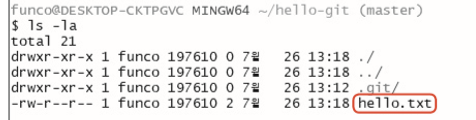 funco@DESKTOP-CKTPGVC MINGW64 ~/hello-git (master)
$ ls -la
total 21
drwxr-xr-x 1 funco 197610 0 7월 26 13:18 ./
drwxr-xr-x 1 funco 197610 0 7월 26 13:18 ../
drwxr-xr-x 1 funco 197610 0 7월 26 13:12 .git/
-rw-r--r-- 1 funco 197610 2 7월 26 13:18 hello.txt